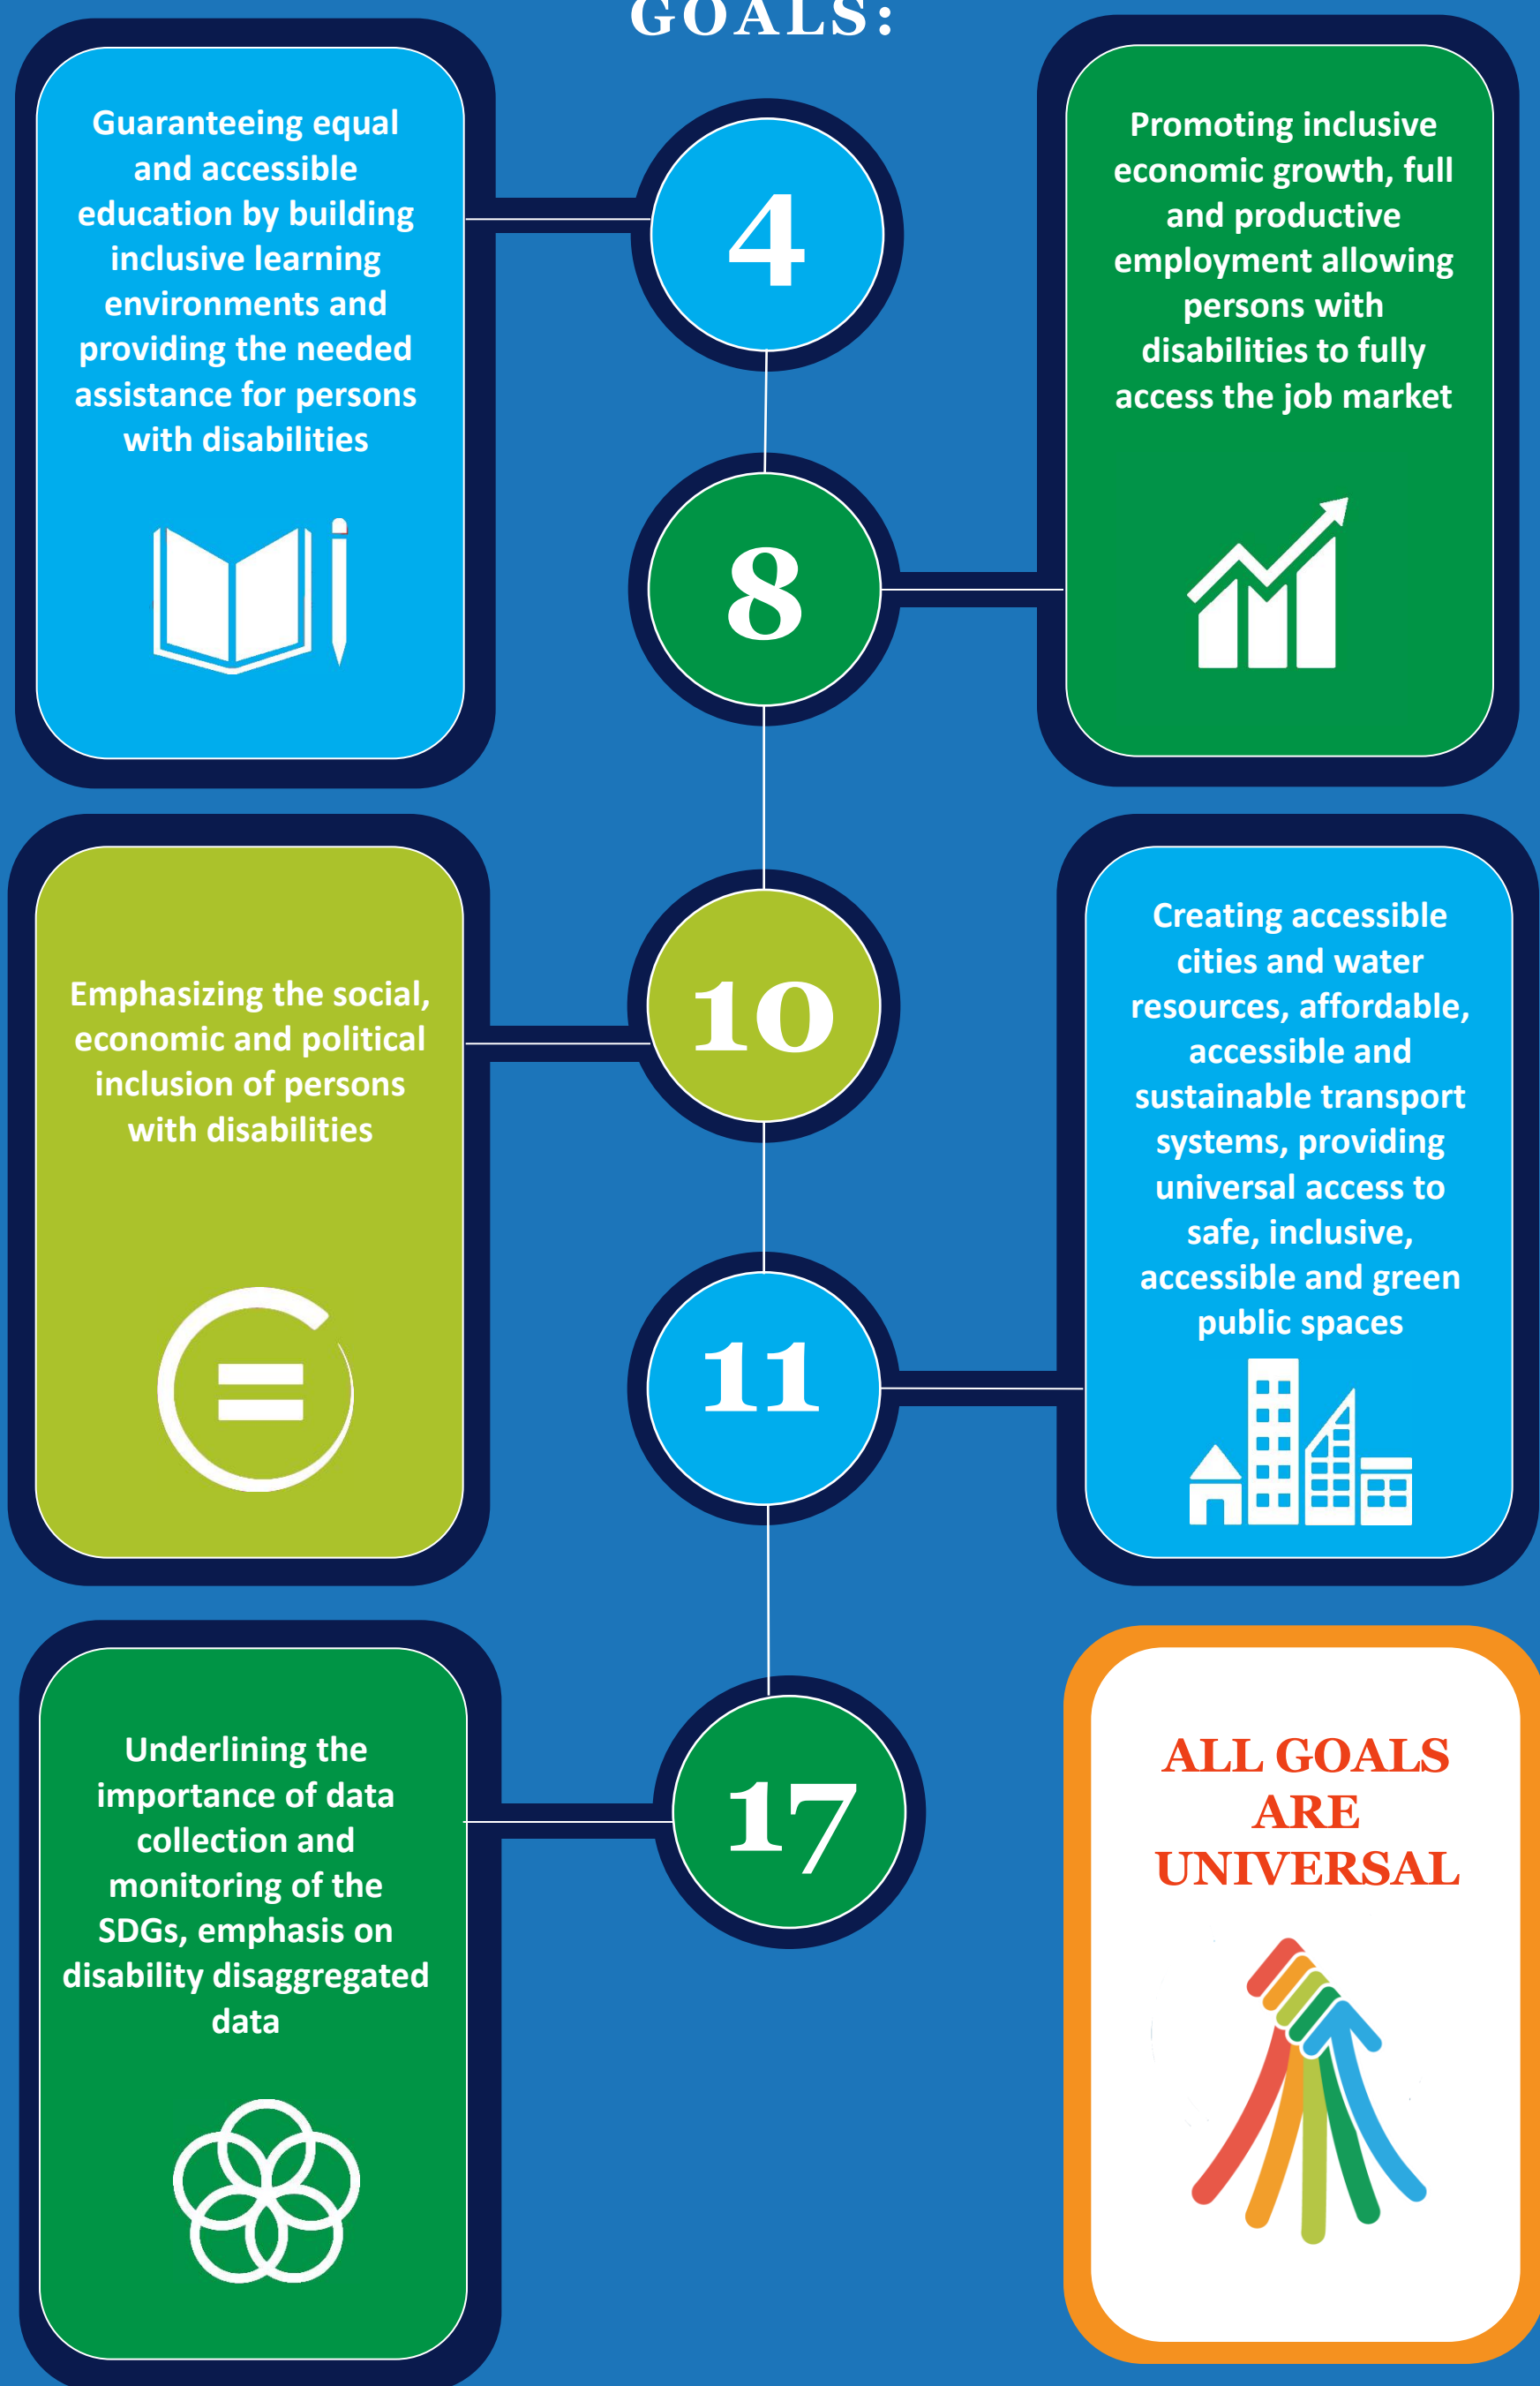 GOALS:
Guaranteeing equal
and accessible
education by building
inclusive learning
environments and
providing the needed
assistance for persons
with disabilities
4
Promoting inclusive
economic growth, full
and productive
employment allowing
persons with
disabilities to fully
access the job market
8
Emphasizing the social,
economic and political
inclusion of persons
with disabilities
10
Creating accessible
cities and water
resources, affordable,
accessible and
sustainable transport
systems, providing
universal access to
safe, inclusive,
accessible and green
public spaces
11
Underlining the
importance of data
collection and
monitoring of the
SDGs, emphasis on
disability disaggregated
data
17
ALL GOALS
ARE
UNIVERSAL